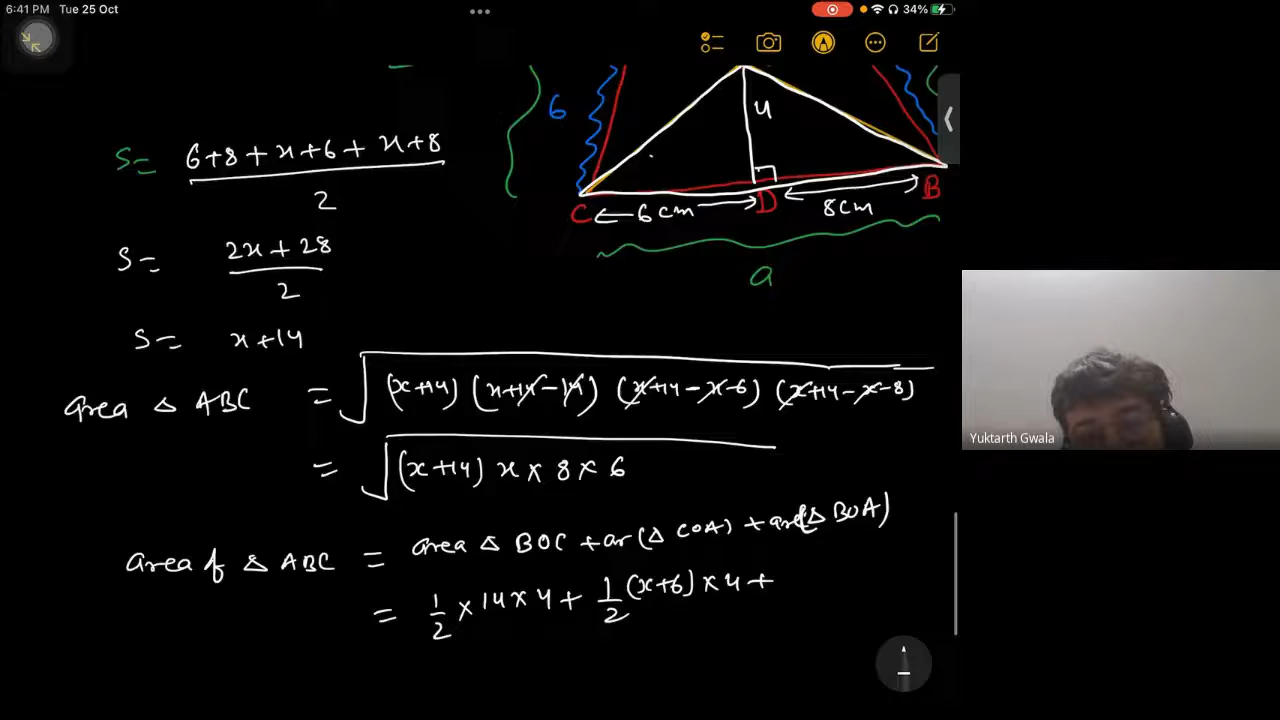 6:41 PM Tue 25 Oct
34%
6
4
S= 6+8+x+6+x+8
2
C 6 cm D 8cm B
S= 2x+28
2
a
S= x+14
area △ ABC = √(x+14) (x+14-14) (x+14-x-6) (x+14-x-8)
= √(x+14) x × 8 × 6
Yuktarth Gwala
area of △ ABC = area △ BOC + ar(△ COA) + ar(△ BOA)
= 1/2 × 14 × 4 + 1/2 (x+6) × 4 +